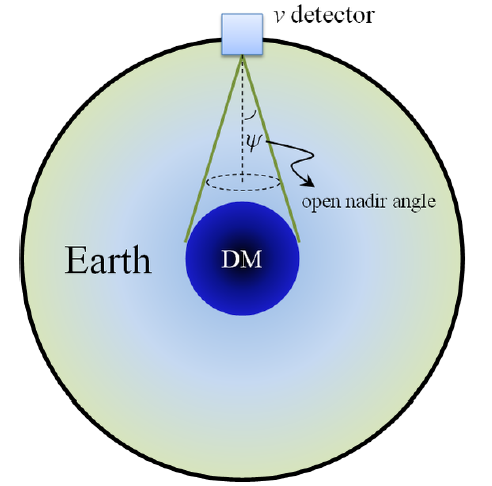 ν detector
ψ
open nadir angle
Earth
DM